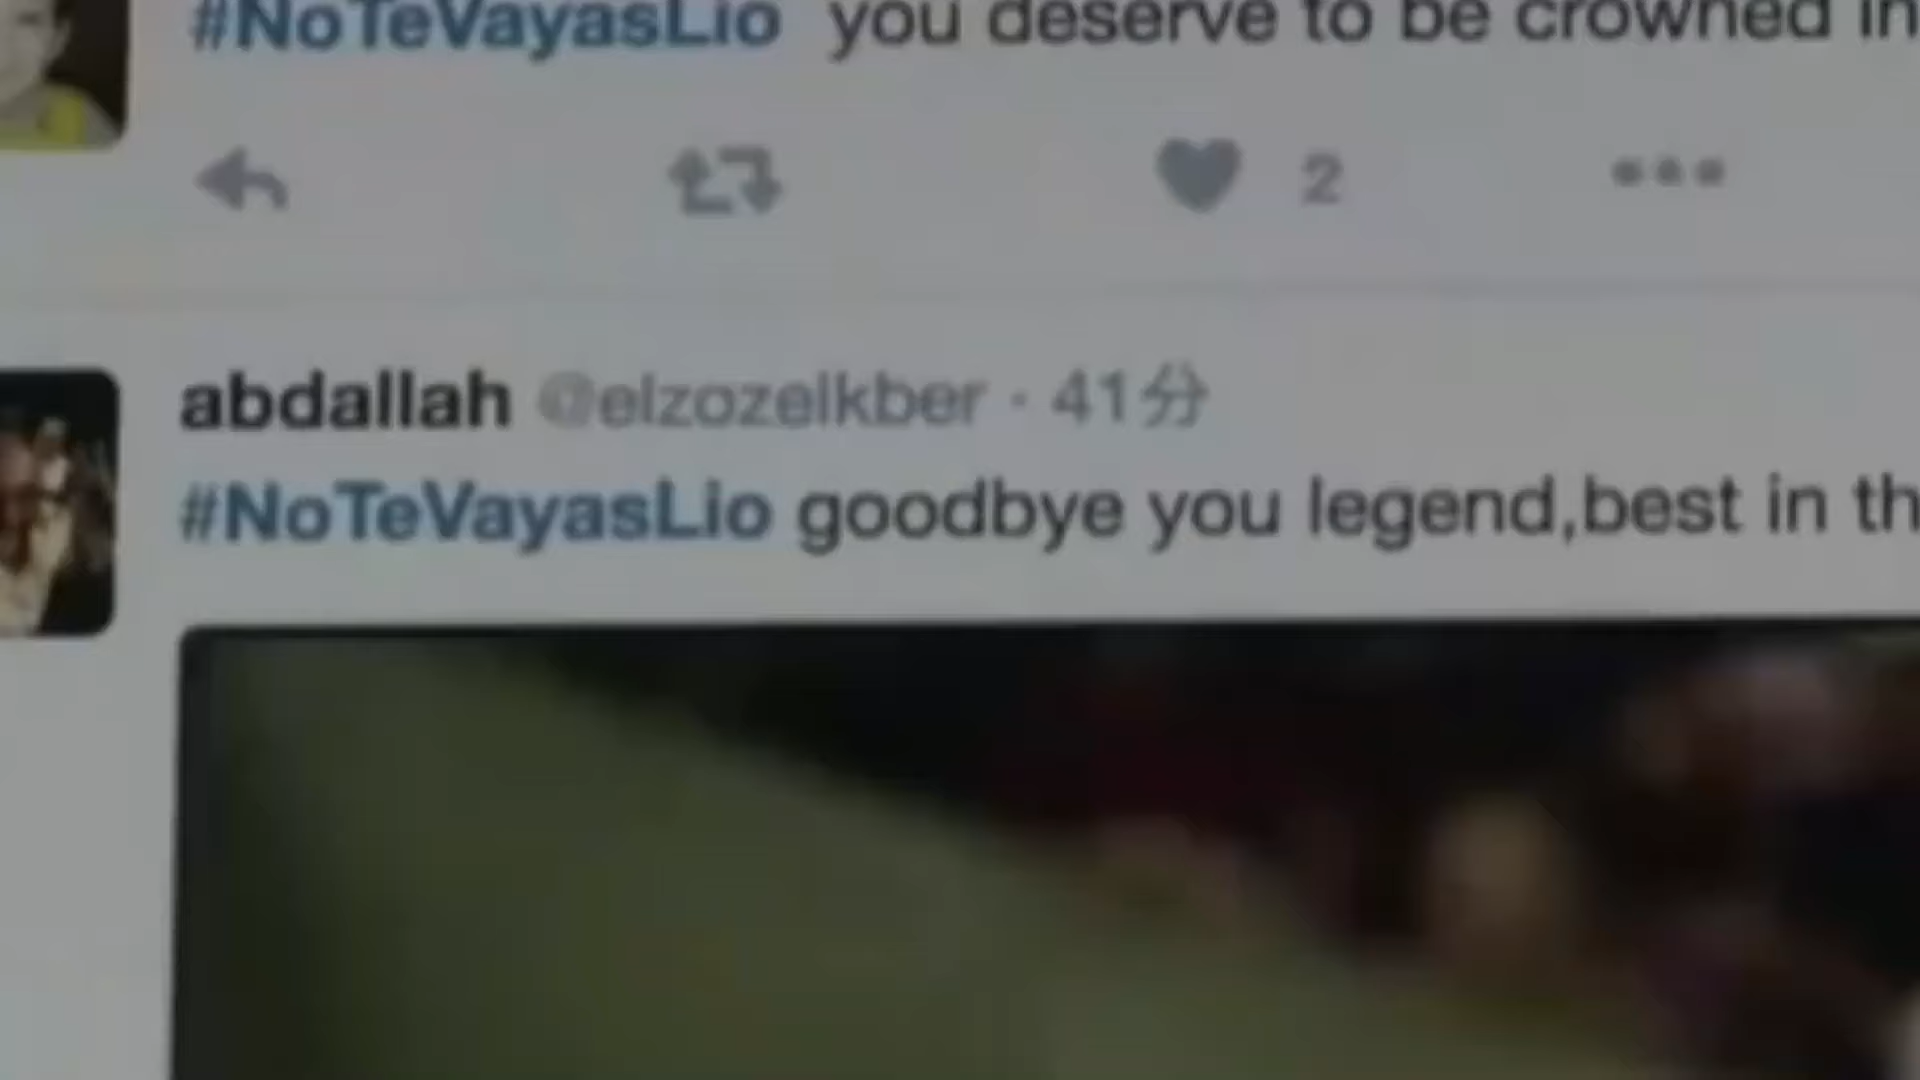 #NoTeVayasLio you deserve to be crowned in
2
abdallah @elzozelkber · 41分
#NoTeVayasLio goodbye you legend,best in th